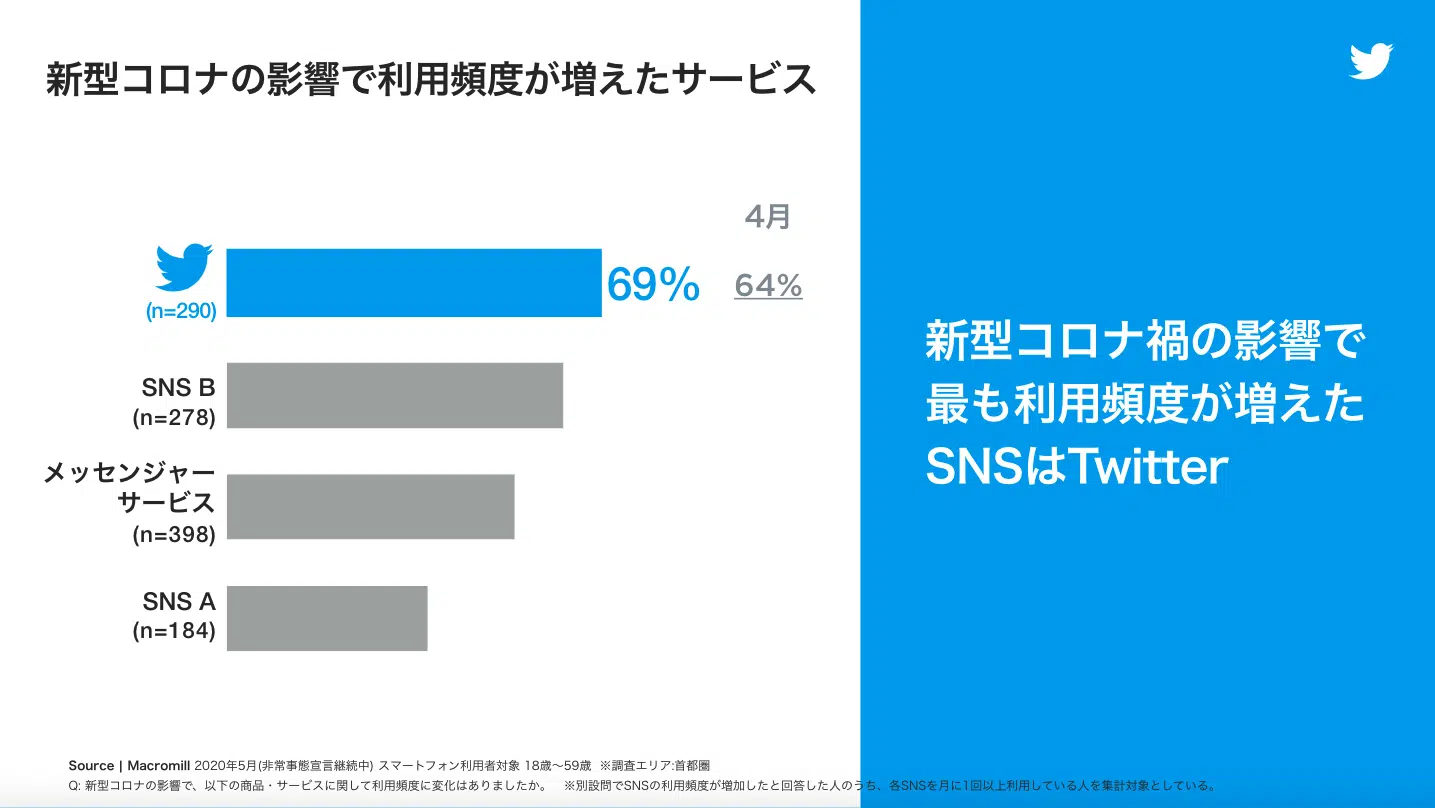 新型コロナの影響で利用頻度が増えたサービス
4月
(n=290)
69%
64%
SNS B
(n=278)
メッセンジャー
サービス
(n=398)
SNS A
(n=184)
新型コロナ禍の影響で
最も利用頻度が増えた
SNSはTwitter
Source | Macromill 2020年5月(非常事態宣言継続中) スマートフォン利用者対象 18歳〜59歳 ※調査エリア:首都圏
Q: 新型コロナの影響で、以下の商品・サービスに関して利用頻度に変化はありましたか。 ※別設問でSNSの利用頻度が増加したと回答した人のうち、各SNSを月に1回以上利用している人を集計対象としている。